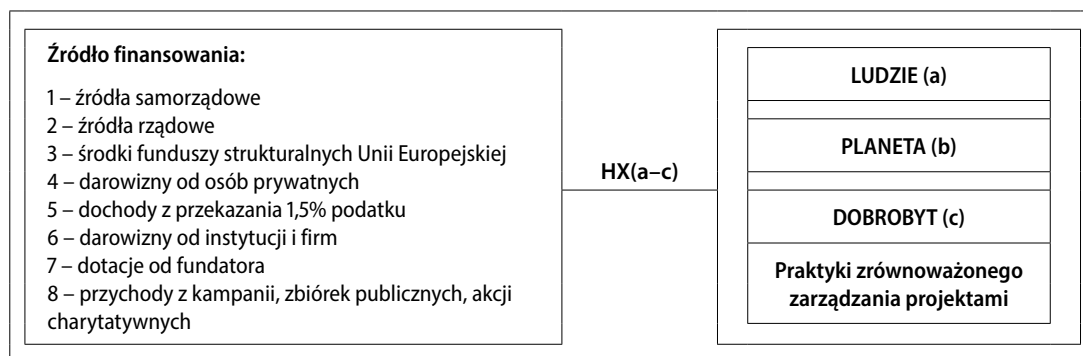 Źródło finansowania:
1 – źródła samorządowe
2 – źródła rządowe
3 – środki funduszy strukturalnych Unii Europejskiej
4 – darowizny od osób prywatnych
5 – dochody z przekazania 1,5% podatku
6 – darowizny od instytucji i firm
7 – dotacje od fundatora
8 – przychody z kampanii, zbiórek publicznych, akcji
charytatywnych
HX(a–c)
LUDZIE (a)
PLANETA (b)
DOBROBYT (c)
Praktyki zrównoważonego
zarządzania projektami